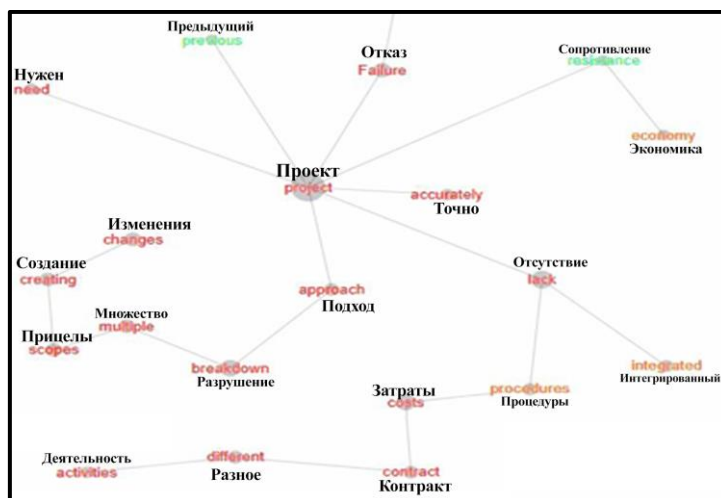 Предыдущий
previous
Отказ
Failure
Сопротивление
resistance
Нужен
need
economy
Экономика
Проект
project
accurately
Точно
Изменения
changes
Создание
creating
Отсутствие
lack
approach
Подход
Множество
multiple
Прицелы
scopes
breakdown
Разрушение
integrated
Интегрированный
Затраты
costs
procedures
Процедуры
Деятельность
activities
different
Разное
contract
Контракт